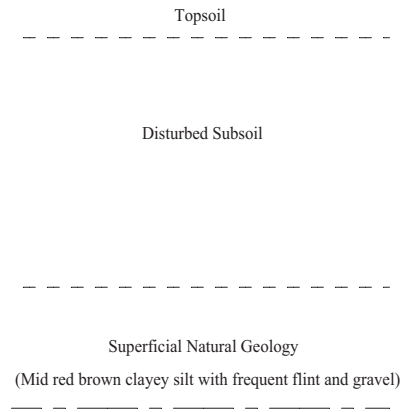 Topsoil
Disturbed Subsoil
Superficial Natural Geology
(Mid red brown clayey silt with frequent flint and gravel)